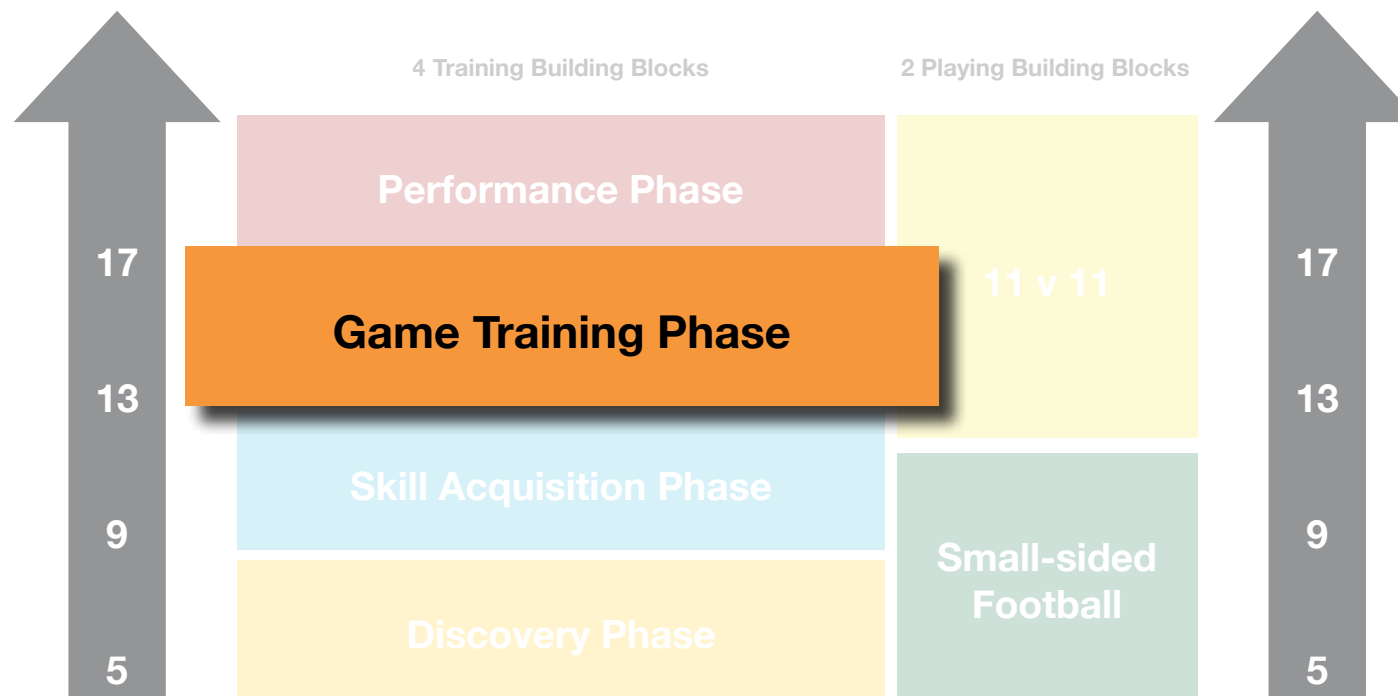 4 Training Building Blocks
2 Playing Building Blocks
Performance Phase
17
11 v 11
17
Game Training Phase
13
13
Skill Acquisition Phase
9
Small-sided
Football
9
Discovery Phase
5
5